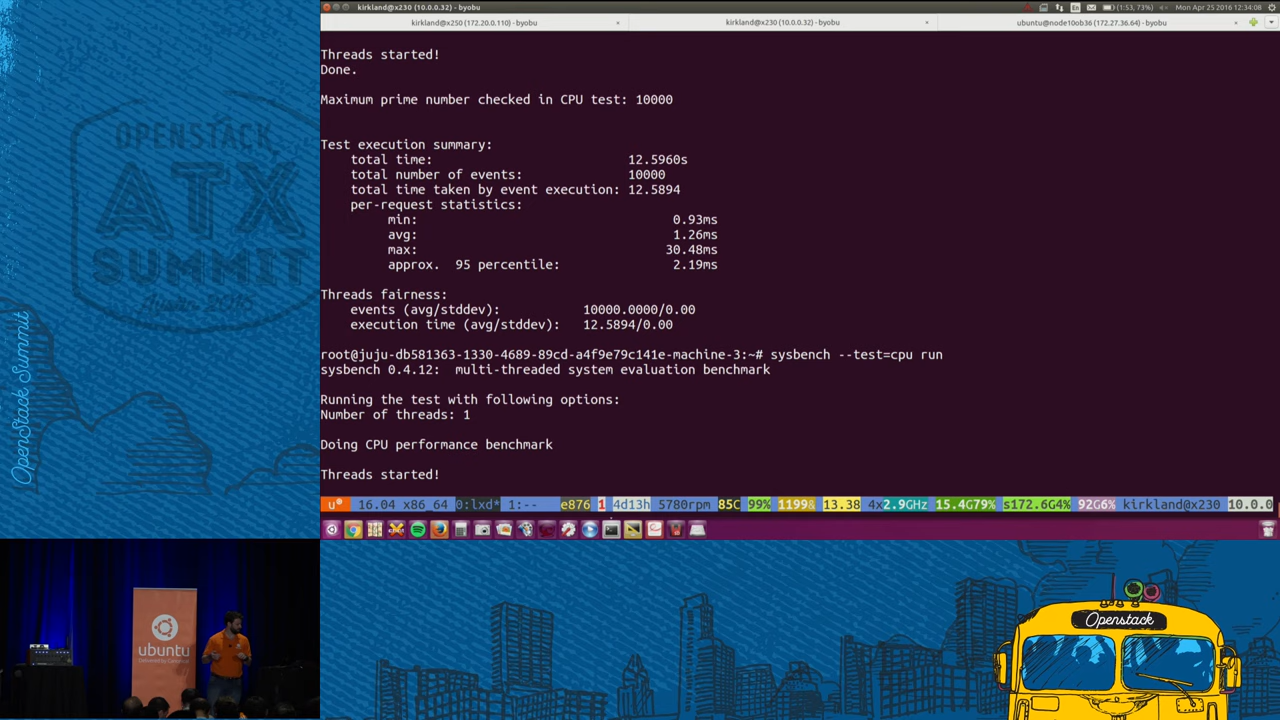 kirkland@x230 (10.0.0.32) - byobu
(1:53, 73%)
Mon Apr 25 2016 12:34:08
kirkland@x250 (172.20.0.110) - byobu
kirkland@x230 (10.0.0.32) - byobu
ubuntu@node10ob36 (172.27.36.64) - byobu
Threads started!
Done.
Maximum prime number checked in CPU test: 10000
Test execution summary:
total time: 12.5960s
total number of events: 10000
total time taken by event execution: 12.5894
per-request statistics:
min: 0.93ms
avg: 1.26ms
max: 30.48ms
approx. 95 percentile: 2.19ms
Threads fairness:
events (avg/stddev): 10000.0000/0.00
execution time (avg/stddev): 12.5894/0.00
root@juju-db581363-1330-4689-89cd-a4f9e79c141e-machine-3:~# sysbench --test=cpu run
sysbench 0.4.12: multi-threaded system evaluation benchmark
Running the test with following options:
Number of threads: 1
Doing CPU performance benchmark
Threads started!
16.04 x86_64 0:lxd* 1:-- e876 1 4d13h 5780rpm 85C 99% 13.38 4x2.9GHz 15.4G79% s172.6G4% 92G6% kirkland@x230 10.0.0
OPENSTACK
ATX
SUMMIT
Austin 2016
OpenStack Summit
ubuntu
Delivered by Canonical
Openstack